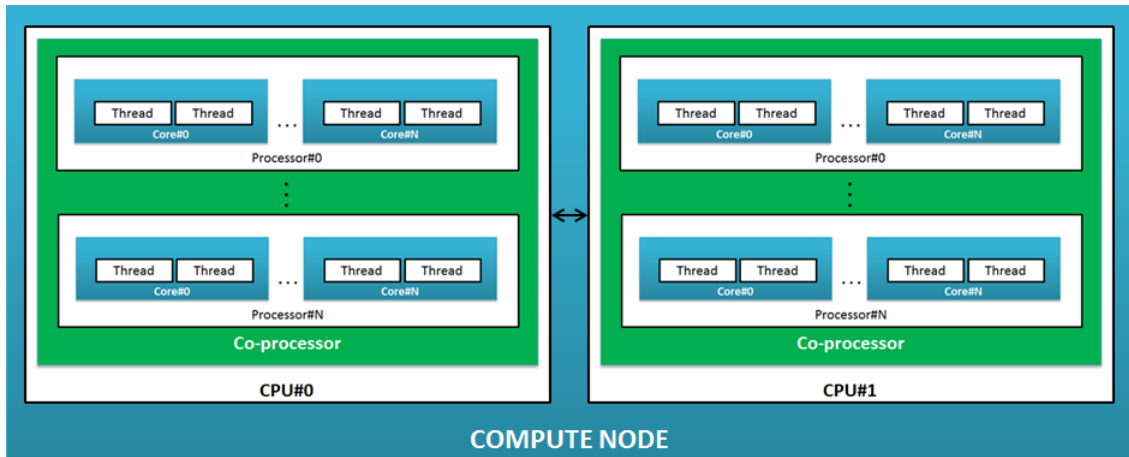 Thread Thread ... Thread Thread Thread Thread ... Thread Thread
Core#0 Core#N Core#0 Core#N
Processor#0 Processor#0
Thread Thread ... Thread Thread Thread Thread ... Thread Thread
Core#0 Core#N Core#0 Core#N
Processor#N Processor#N
Co-processor Co-processor
CPU#0 CPU#1
COMPUTE NODE